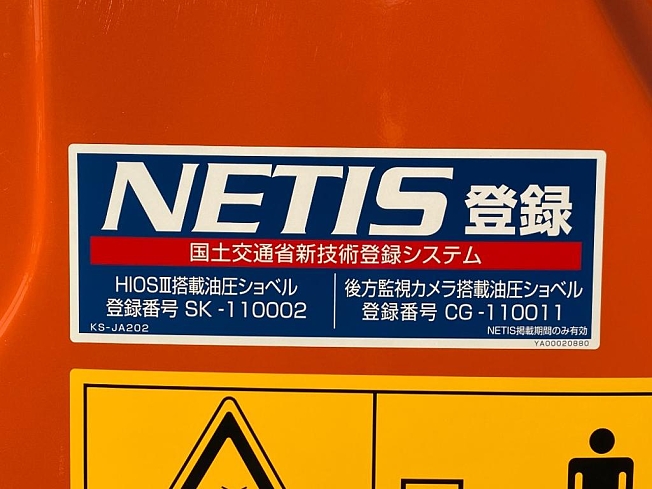 NETIS 登録
国土交通省新技術登録システム
HIOSⅢ搭載油圧ショベル
登録番号 SK -110002
後方監視カメラ搭載油圧ショベル
登録番号 CG -110011
KS-JA202
NETIS掲載期間のみ有効
YA00020880